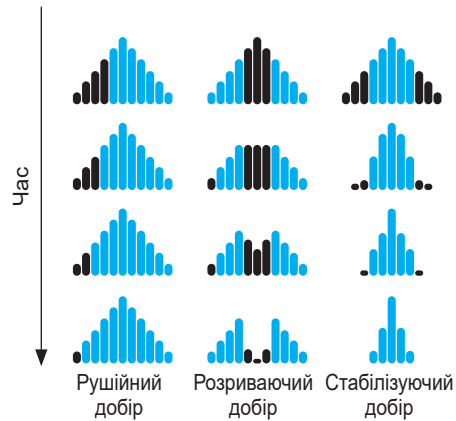 Час
Рушійний
добір
Розриваючий
добір
Стабілізуючий
добір